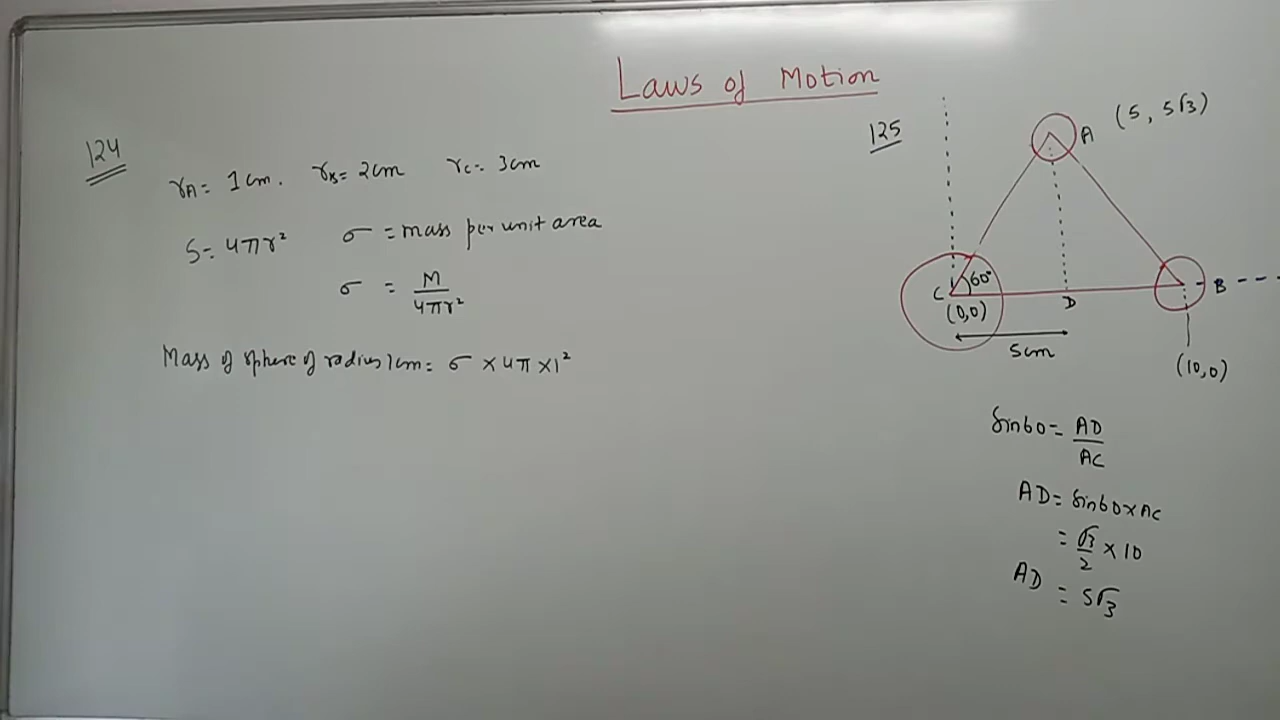 Laws of Motion
124
rA = 1cm. rB = 2cm rC = 3cm
S = 4πr² σ = mass per unit area
σ = M/4πr²
Mass of sphere of radius 1cm = σ × 4π × 1²
125
A (5, 5√3)
C 60° D B
(0,0)
5cm
(10,0)
Sin60 = AD/AC
AD = Sin60 × AC
= √3/2 × 10
AD = 5√3